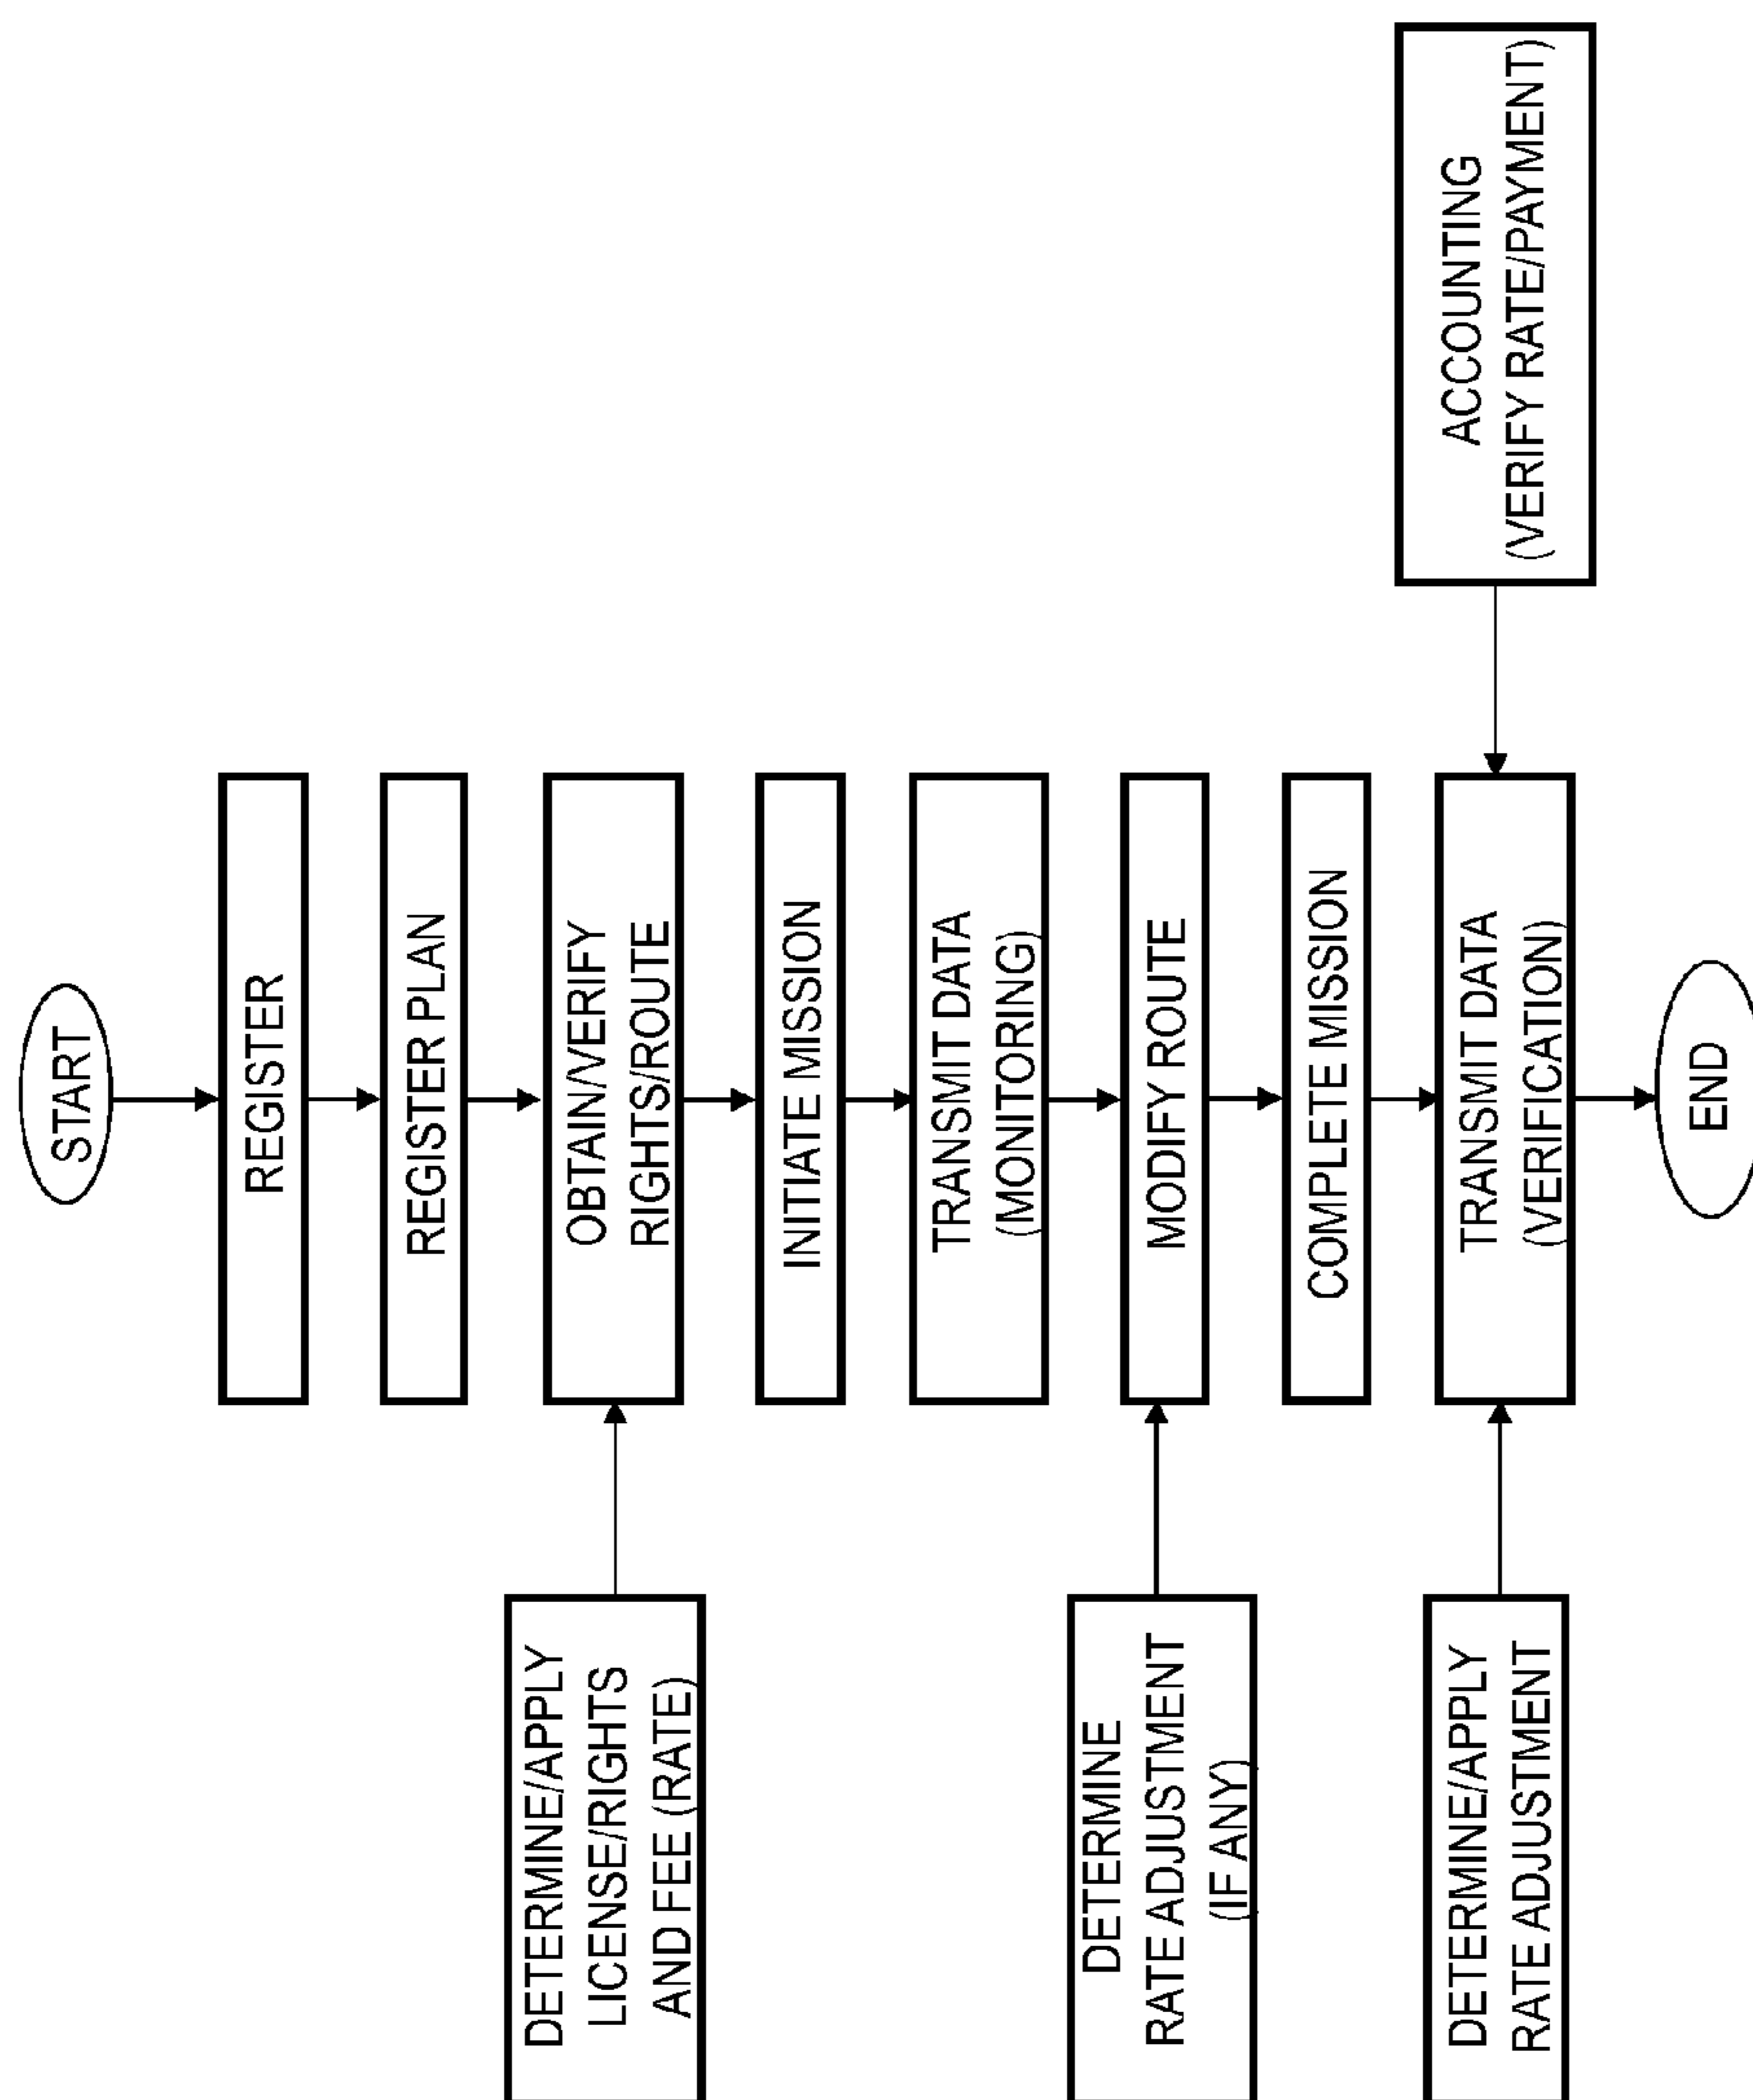 START
REGISTER
REGISTER PLAN
DETERMINE/APPLY
LICENSE/RIGHTS
AND FEE (RATE)
OBTAIN/VERIFY
RIGHTS/ROUTE
INITIATE MISSION
TRANSMIT DATA
(MONITORING)
DETERMINE
RATE ADJUSTMENT
(IF ANY)
MODIFY ROUTE
COMPLETE MISSION
DETERMINE/APPLY
RATE ADJUSTMENT
TRANSMIT DATA
(VERIFICATION)
ACCOUNTING
(VERIFY RATE/PAYMENT)
END